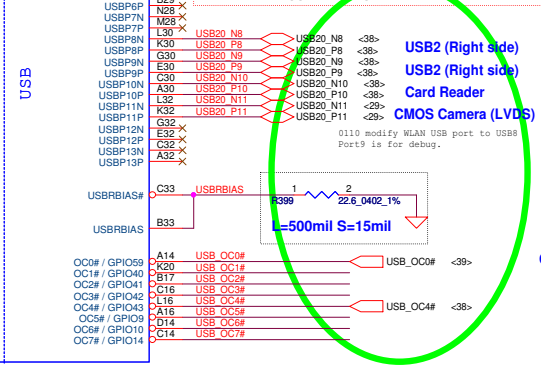 USBP6P
USBP7N N28
USBP7P M28
USBP8N L30 USB20_N8 USB20_N8 <38>
USBP8P K30 USB20_P8 USB20_P8 <38> USB2 (Right side)
USBP9N G30 USB20_N9 USB20_N9 <38>
USBP9P E30 USB20_P9 USB20_P9 <38> USB2 (Right side)
USBP10N C30 USB20_N10 USB20_N10 <38>
USBP10P A30 USB20_P10 USB20_P10 <38> Card Reader
USBP11N L32 USB20_N11 USB20_N11 <29>
USBP11P K32 USB20_P11 USB20_P11 <29> CMOS Camera (LVDS)
USBP12N G32
USBP12P E32
USBP13N C32
USBP13P A32
0110 modify WLAN USB port to USB8
Port9 is for debug.
USB
USBRBIAS# C33 USBRBIAS 1 2
R399 22.6_0402_1%
USBRBIAS B33
L=500mil S=15mil
OC0# / GPIO59 A14 USB_OC0# USB_OC0# <39>
OC1# / GPIO40 K20 USB_OC1#
OC2# / GPIO41 B17 USB_OC2#
OC3# / GPIO42 C16 USB_OC3#
OC4# / GPIO43 L16 USB_OC4# USB_OC4# <38>
OC5# / GPIO9 A16 USB_OC5#
OC6# / GPIO10 D14 USB_OC6#
OC7# / GPIO14 C14 USB_OC7#